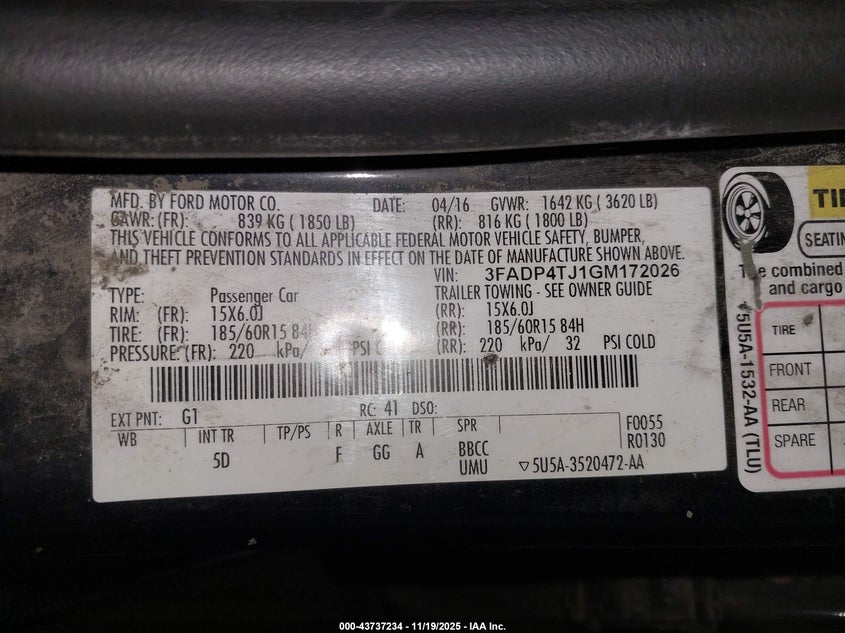 MFD. BY FORD MOTOR CO. DATE: 04/16 GVWR: 1642 KG ( 3620 LB)
GAWR: (FR): 839 KG ( 1850 LB) (RR): 816 KG ( 1800 LB)
THIS VEHICLE CONFORMS TO ALL APPLICABLE FEDERAL MOTOR VEHICLE SAFETY, BUMPER,
AND THEFT PREVENTION STANDARDS IN EFFECT ON THE DATE OF MANUFACTURE SHOWN ABOVE.
VIN: 3FADP4TJ1GM172026
TYPE: Passenger Car TRAILER TOWING - SEE OWNER GUIDE
RIM: (FR): 15X6.0J (RR): 15X6.0J
TIRE: (FR): 185/60R15 84H (RR): 185/60R15 84H
PRESSURE: (FR): 220 kPa/ PSI COLD (RR): 220 kPa/ 32 PSI COLD
EXT PNT: G1 RC: 41 DSO:
WB INT TR TP/PS R AXLE TR SPR F0055
5D F GG A BBCC R0130
UMU ▽5U5A-3520472-AA
SEATIN
The combined
and cargo
TIRE
FRONT
REAR
SPARE
5U5A-1532-AA (TLU)
000-43737234 - 11/19/2025 - IAA Inc.